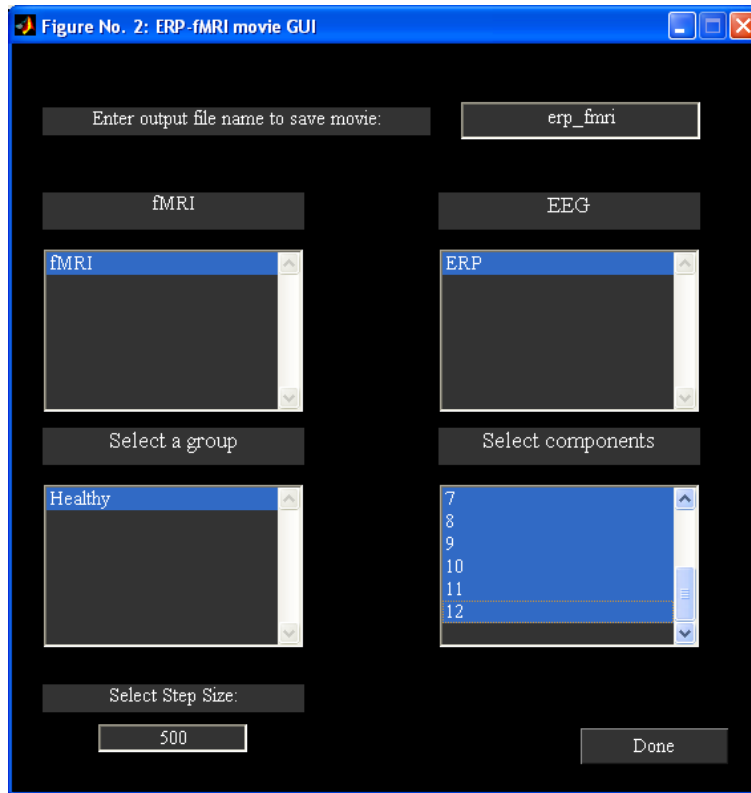 Figure No. 2: ERP-fMRI movie GUI
Enter output file name to save movie:
erp_fmri
fMRI
EEG
fMRI
ERP
Select a group
Select components
Healthy
7
8
9
10
11
12
Select Step Size:
500
Done